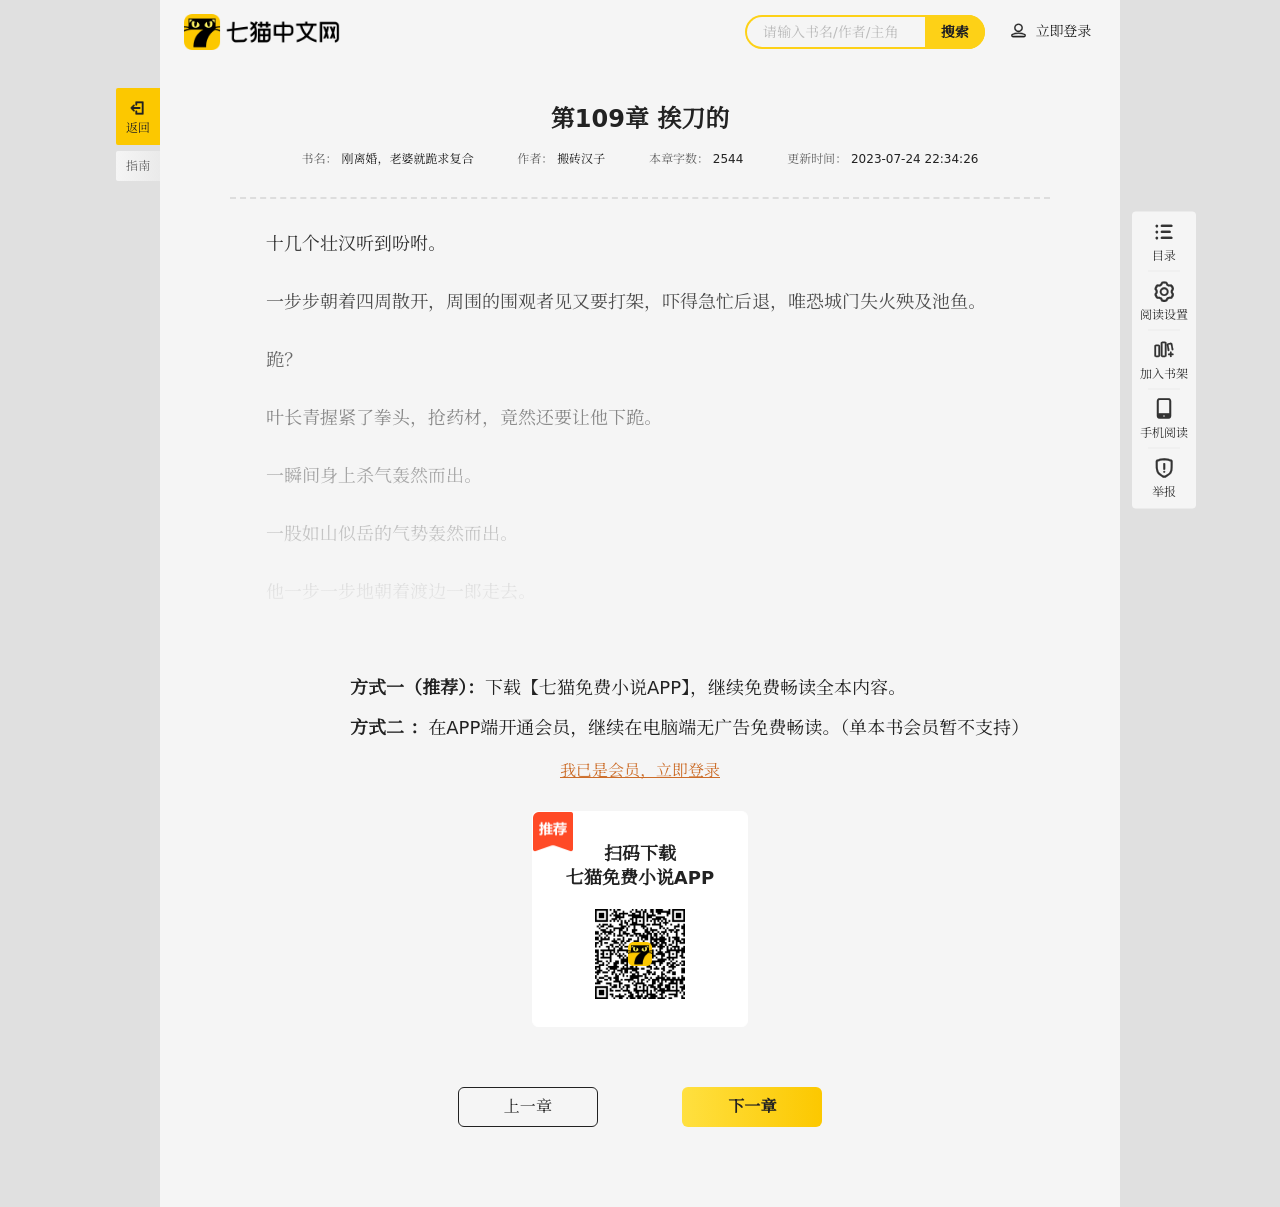 七猫中文网
请输入书名/作者/主角
搜索
立即登录
返回
指南
第109章 挨刀的
书名： 刚离婚，老婆就跪求复合 作者： 搬砖汉子 本章字数： 2544 更新时间： 2023-07-24 22:34:26
十几个壮汉听到吩咐。
一步步朝着四周散开，周围的围观者见又要打架，吓得急忙后退，唯恐城门失火殃及池鱼。
跪？
叶长青握紧了拳头，抢药材，竟然还要让他下跪。
一瞬间身上杀气轰然而出。
一股如山似岳的气势轰然而出。
他一步一步地朝着渡边一郎走去。
目录
阅读设置
加入书架
手机阅读
举报
方式一（推荐）：下载【七猫免费小说APP】，继续免费畅读全本内容。
方式二 ：在APP端开通会员，继续在电脑端无广告免费畅读。（单本书会员暂不支持）
我已是会员，立即登录
推荐
扫码下载
七猫免费小说APP
上一章
下一章